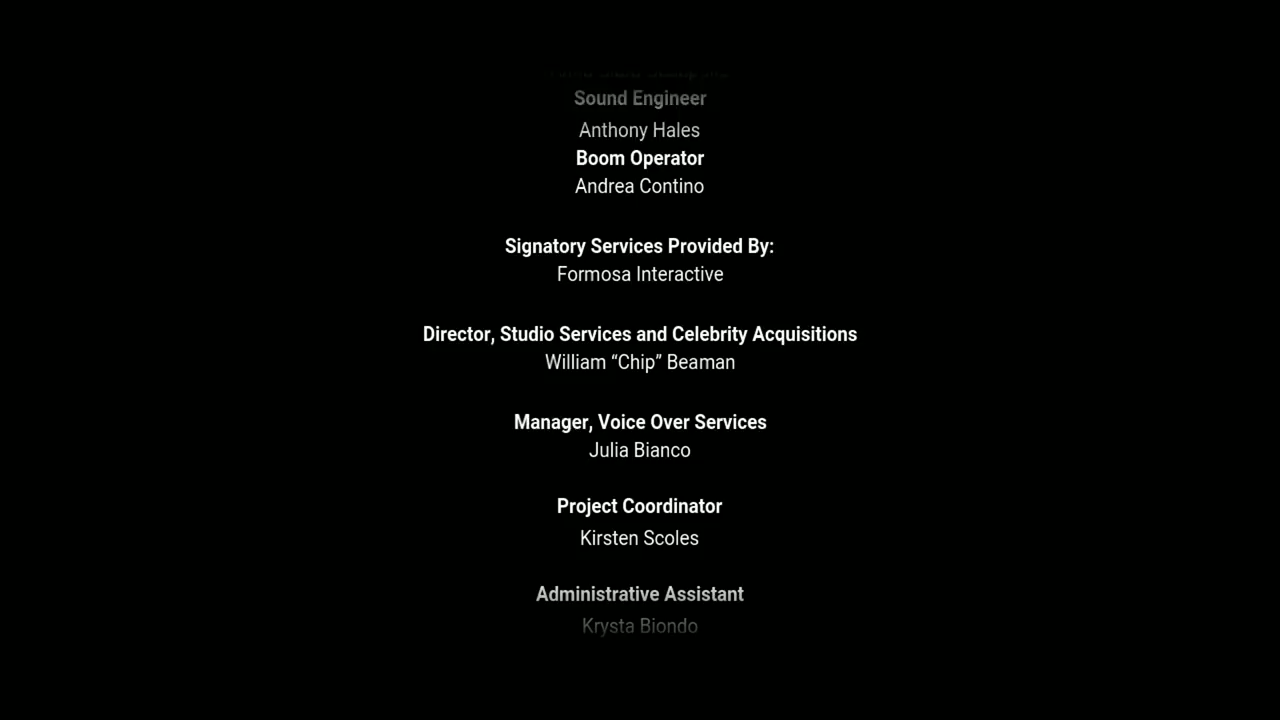 Sound Engineer
Anthony Hales
Boom Operator
Andrea Contino
Signatory Services Provided By:
Formosa Interactive
Director, Studio Services and Celebrity Acquisitions
William “Chip” Beaman
Manager, Voice Over Services
Julia Bianco
Project Coordinator
Kirsten Scoles
Administrative Assistant
Krysta Biondo